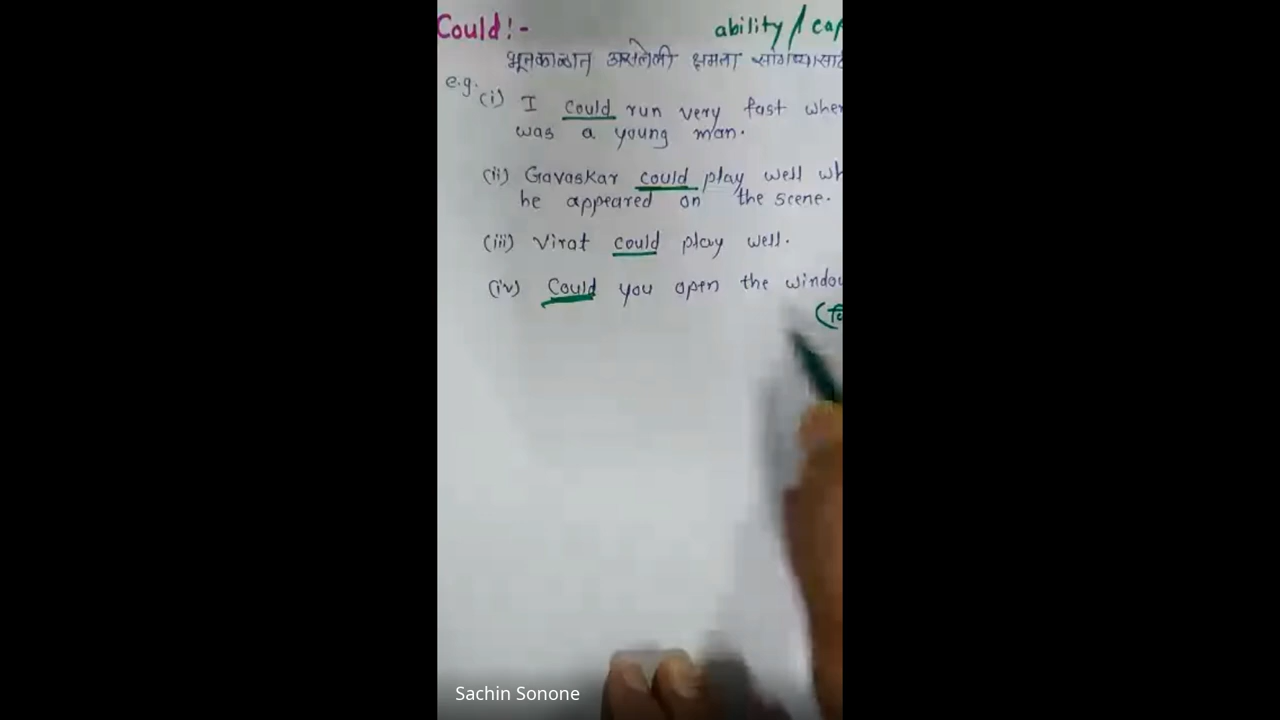 Could!- ability / cap
भूतकाळात असलेली क्षमता सांगण्यासाठ
e.g. (i) I could run very fast when
was a young man.
(ii) Gavaskar could play well wh
he appeared on the scene.
(iii) Virat could play well.
(iv) Could you open the window
(वि
Sachin Sonone